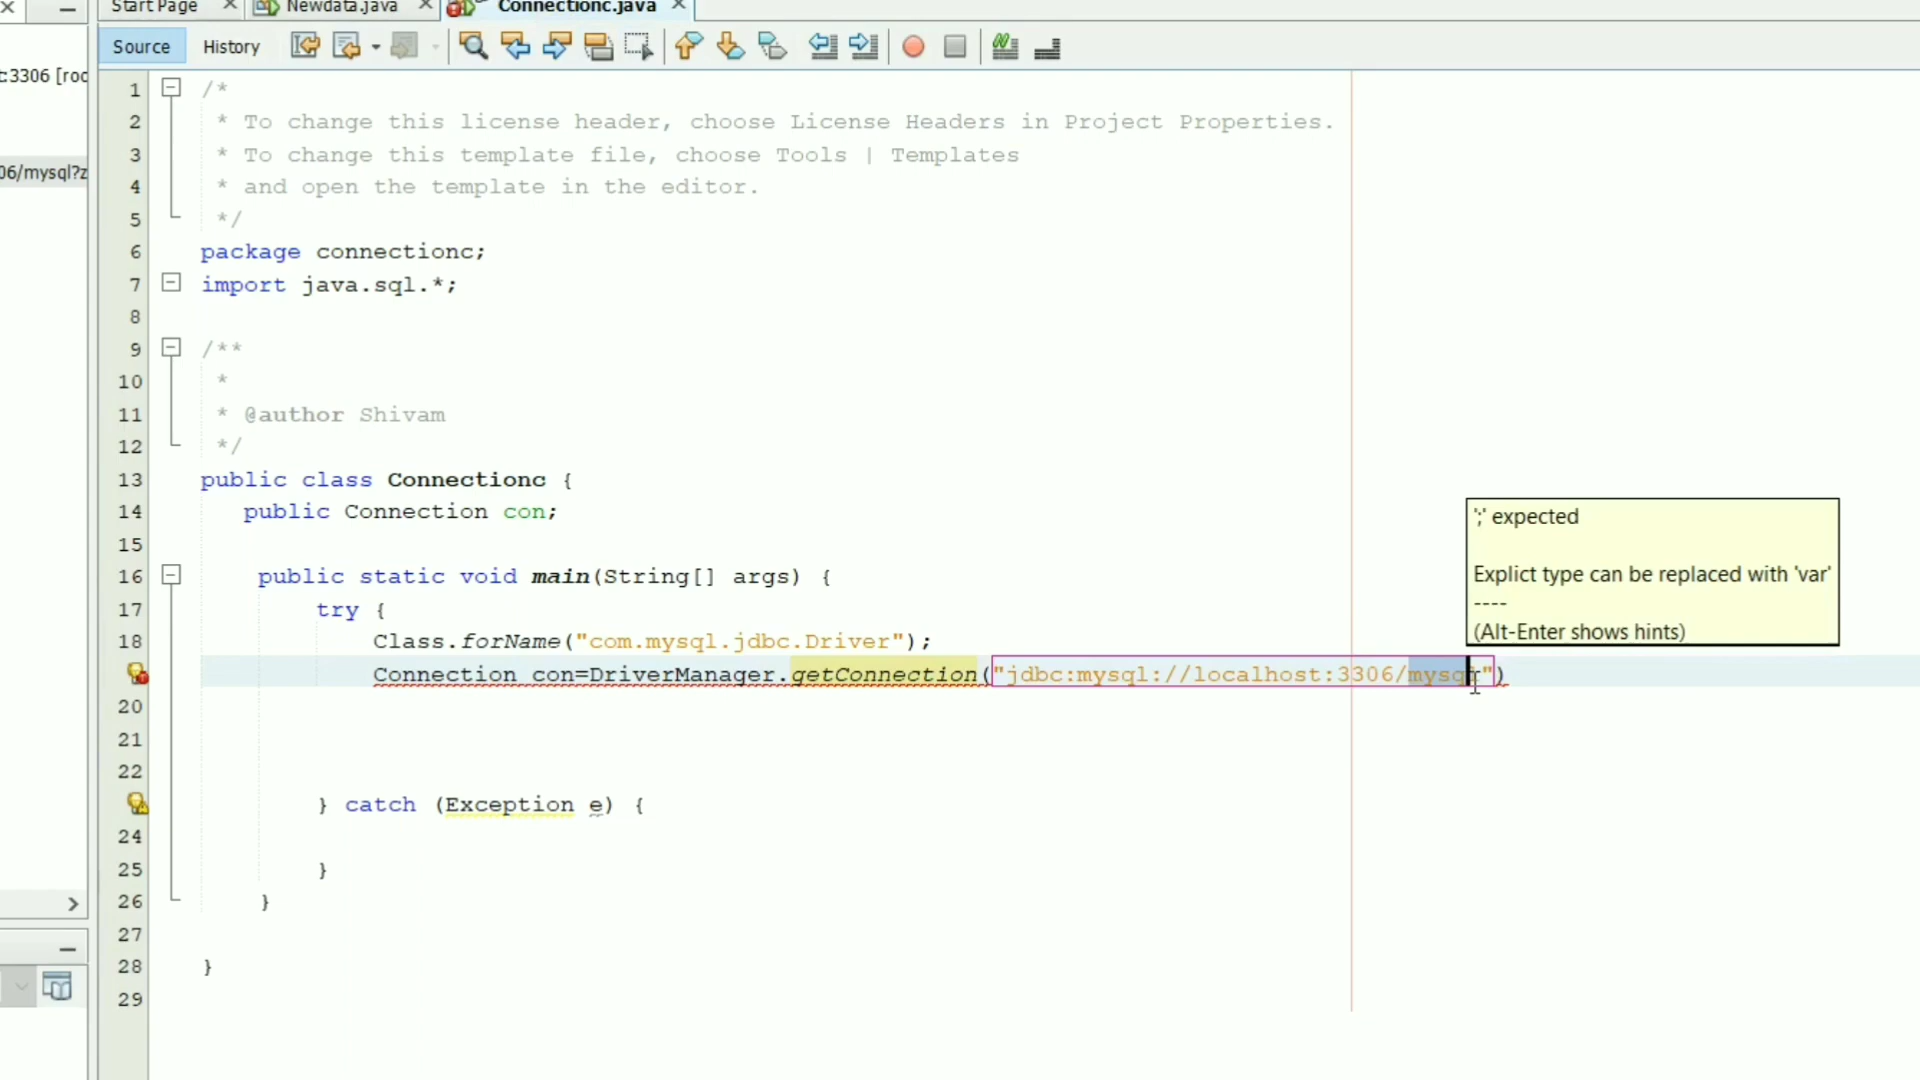 Start Page
Newdata.java
Connectionc.java
Source History
:3306 [roo
06/mysql?z
1 /*
2 * To change this license header, choose License Headers in Project Properties.
3 * To change this template file, choose Tools | Templates
4 * and open the template in the editor.
5 */
6 package connectionc;
7 import java.sql.*;
8
9 /**
10 *
11 * @author Shivam
12 */
13 public class Connectionc {
14 public Connection con;
15
16 public static void main(String[] args) {
17 try {
18 Class.forName("com.mysql.jdbc.Driver");
Connection con=DriverManager.getConnection("jdbc:mysql://localhost:3306/mysql")
20
21
22
} catch (Exception e) {
24
25 }
26 }
27
28 }
29
';' expected
Explict type can be replaced with 'var'
----
(Alt-Enter shows hints)